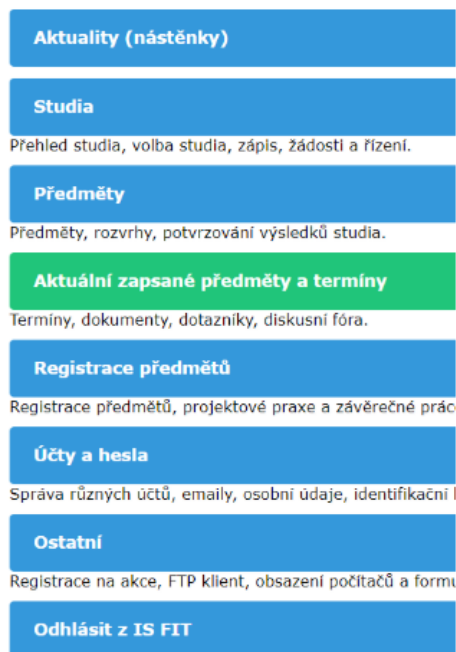 Aktuality (nástěnky)
Studia
Přehled studia, volba studia, zápis, žádosti a řízení.
Předměty
Předměty, rozvrhy, potvrzování výsledků studia.
Aktuální zapsané předměty a termíny
Termíny, dokumenty, dotazníky, diskusní fóra.
Registrace předmětů
Registrace předmětů, projektové praxe a závěrečné
Účty a hesla
Správa různých účtů, emaily, osobní údaje, identifikační
Ostatní
Registrace na akce, FTP klient, obsazení počítačů a
Odhlásit z IS FIT